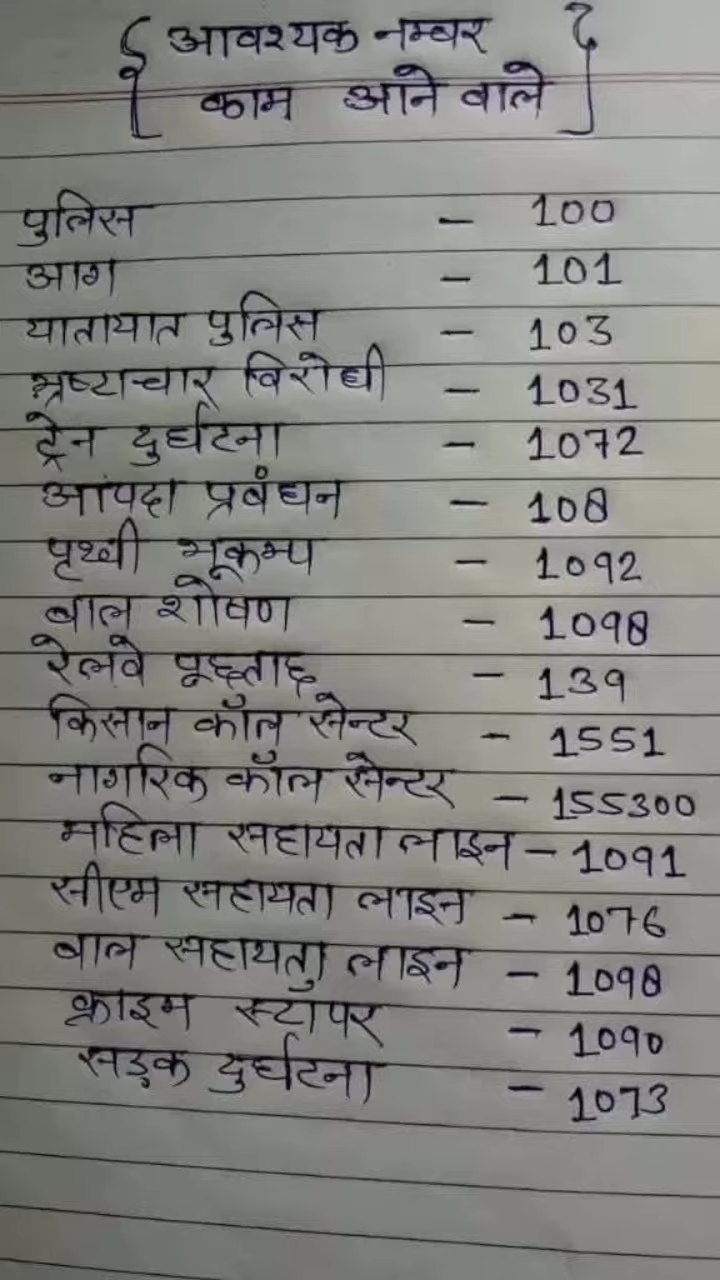 आवश्यक नम्बर
काम आने वाले
पुलिस - 100
आग - 101
यातायात पुलिस - 103
भ्रष्टाचार विरोधी - 1031
ट्रेन दुर्घटना - 1072
आपदा प्रबंधन - 108
पृथ्वी भूकम्प - 1092
बाल शोषण - 1098
रेलवे पूछताछ - 139
किसान कॉल सेन्टर - 1551
नागरिक कॉल सेन्टर - 155300
महिला सहायता लाइन - 1091
सीएम सहायता लाइन - 1076
बाल सहायता लाइन - 1098
क्राइम स्टापर - 1090
सड़क दुर्घटना - 1073